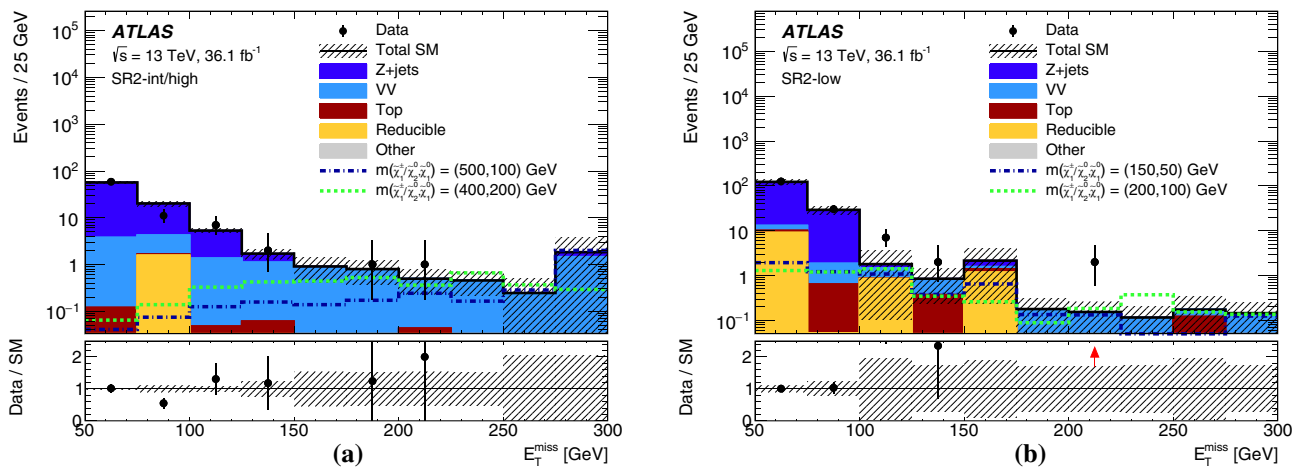 Events / 25 GeV
10⁵
10⁴
10³
10²
10
1
10⁻¹
ATLAS
√s = 13 TeV, 36.1 fb⁻¹
SR2-int/high
Data
Total SM
Z+jets
VV
Top
Reducible
Other
m(χ̃₁±/χ̃₂⁰χ̃₁⁰) = (500,100) GeV
m(χ̃₁±/χ̃₂⁰χ̃₁⁰) = (400,200) GeV
Data / SM
2
1
0
50 100 150 200 250 300
(a)
E_T^miss [GeV]
Events / 25 GeV
10⁵
10⁴
10³
10²
10
1
10⁻¹
ATLAS
√s = 13 TeV, 36.1 fb⁻¹
SR2-low
Data
Total SM
Z+jets
VV
Top
Reducible
Other
m(χ̃₁±/χ̃₂⁰χ̃₁⁰) = (150,50) GeV
m(χ̃₁±/χ̃₂⁰χ̃₁⁰) = (200,100) GeV
Data / SM
2
1
0
50 100 150 200 250 300
(b)
E_T^miss [GeV]